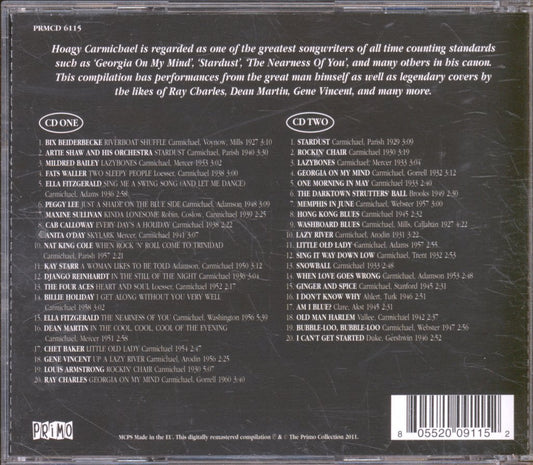 PRMCD 6115
Hoagy Carmichael is regarded as one of the greatest songwriters of all time counting standards
such as 'Georgia On My Mind', 'Stardust', 'The Nearness Of You', and many others in his canon.
This compilation has performances from the great man himself as well as legendary covers by
the likes of Ray Charles, Dean Martin, Gene Vincent, and many more.
CD ONE
1. BIX BEIDERBECKE RIVERBOAT SHUFFLE Carmichael, Voynow, Mills 1927 3:10
2. ARTIE SHAW AND HIS ORCHESTRA STARDUST Carmichael, Parish 1940 3:30
3. MILDRED BAILEY LAZYBONES Carmichael, Mercer 1933 3:02
4. FATS WALLER TWO SLEEPY PEOPLE Loesser, Carmichael 1938 3:00
5. ELLA FITZGERALD SING ME A SWING SONG (AND LET ME DANCE)
Carmichael, Adams 1936 2:58
6. PEGGY LEE JUST A SHADE ON THE BLUE SIDE Carmichael, Adamson, 1948 3:09
7. MAXINE SULLIVAN KINDA LONESOME Robin, Coslow, Carmichael 1939 2:25
8. CAB CALLOWAY EVERY DAY'S A HOLIDAY Carmichael 1938 2:22
9. ANITA O'DAY SKYLARK Mercer, Carmichael 1941 3:07
10. NAT KING COLE WHEN ROCK 'N' ROLL COME TO TRINIDAD
Carmichael, Parish 1957 2:21
11. KAY STARR A WOMAN LIKES TO BE TOLD Adamson, Carmichael 1950 3:12
12. DJANGO REINHARDT IN THE STILL OF THE NIGHT Carmichael 1936 3:04
13. THE FOUR ACES HEART AND SOUL Loesser, Carmichael 1952 2:17
14. BILLIE HOLIDAY I GET ALONG WITHOUT YOU VERY WELL
Carmichael 1958 3:02
15. ELLA FITZGERALD THE NEARNESS OF YOU Carmichael, Washington 1956 5:39
16. DEAN MARTIN IN THE COOL, COOL, COOL OF THE EVENING
Carmichael, Mercer 1951 2:58
17. CHET BAKER LITTLE OLD LADY Carmichael 1954 2:47
18. GENE VINCENT UP A LAZY RIVER Carmichael, Arodin 1956 2:25
19. LOUIS ARMSTRONG ROCKIN' CHAIR Carmichael 1930 5:07
20. RAY CHARLES GEORGIA ON MY MIND Carmichael, Gorrell 1960 3:40
CD TWO
1. STARDUST Carmichael, Parish 1929 3:09
2. ROCKIN' CHAIR Carmichael 1930 3:19
3. LAZYBONES Carmichael; Mercer 1933 3:04
4. GEORGIA ON MY MIND Carmichael, Gorrell 1932 3:12
5. ONE MORNING IN MAY Carmichael 1933 2:40
6. THE DARKTOWN STRUTTERS' BALL Brooks 1949 2:30
7. MEMPHIS IN JUNE Carmichael, Webster 1957 3:00
8. HONG KONG BLUES Carmichael 1945 2:32
9. WASHBOARD BLUES Carmichael, Mills, Callahan 1927 4:22
10. LAZY RIVER Carmichael, Arodin 1931 3:22
11. LITTLE OLD LADY Carmichael, Adams 1957 2:55
12. SING IT WAY DOWN LOW Carmichael, Trent 1932 2:53
13. SNOWBALL Carmichael 1933 2:48
14. WHEN LOVE GOES WRONG Carmichael, Adamson 1953 2:48
15. GINGER AND SPICE Carmichael, Stanford 1945 2:31
16. I DON'T KNOW WHY Ahlert, Turk 1946 2:31
17. AM I BLUE? Clare, Akst 1945 2:31
18. OLD MAN HARLEM Vallee, Carmichael 1942 2:37
19. BUBBLE-LOO, BUBBLE-LOO Carmichael, Webster 1947 2:56
20. I CAN'T GET STARTED Duke, Gershwin 1946 2:52
PRiMO
MCPS Made in the EU. This digitally remastered compilation ℗ & © The Primo Collection 2011.
8 05520 09115 2